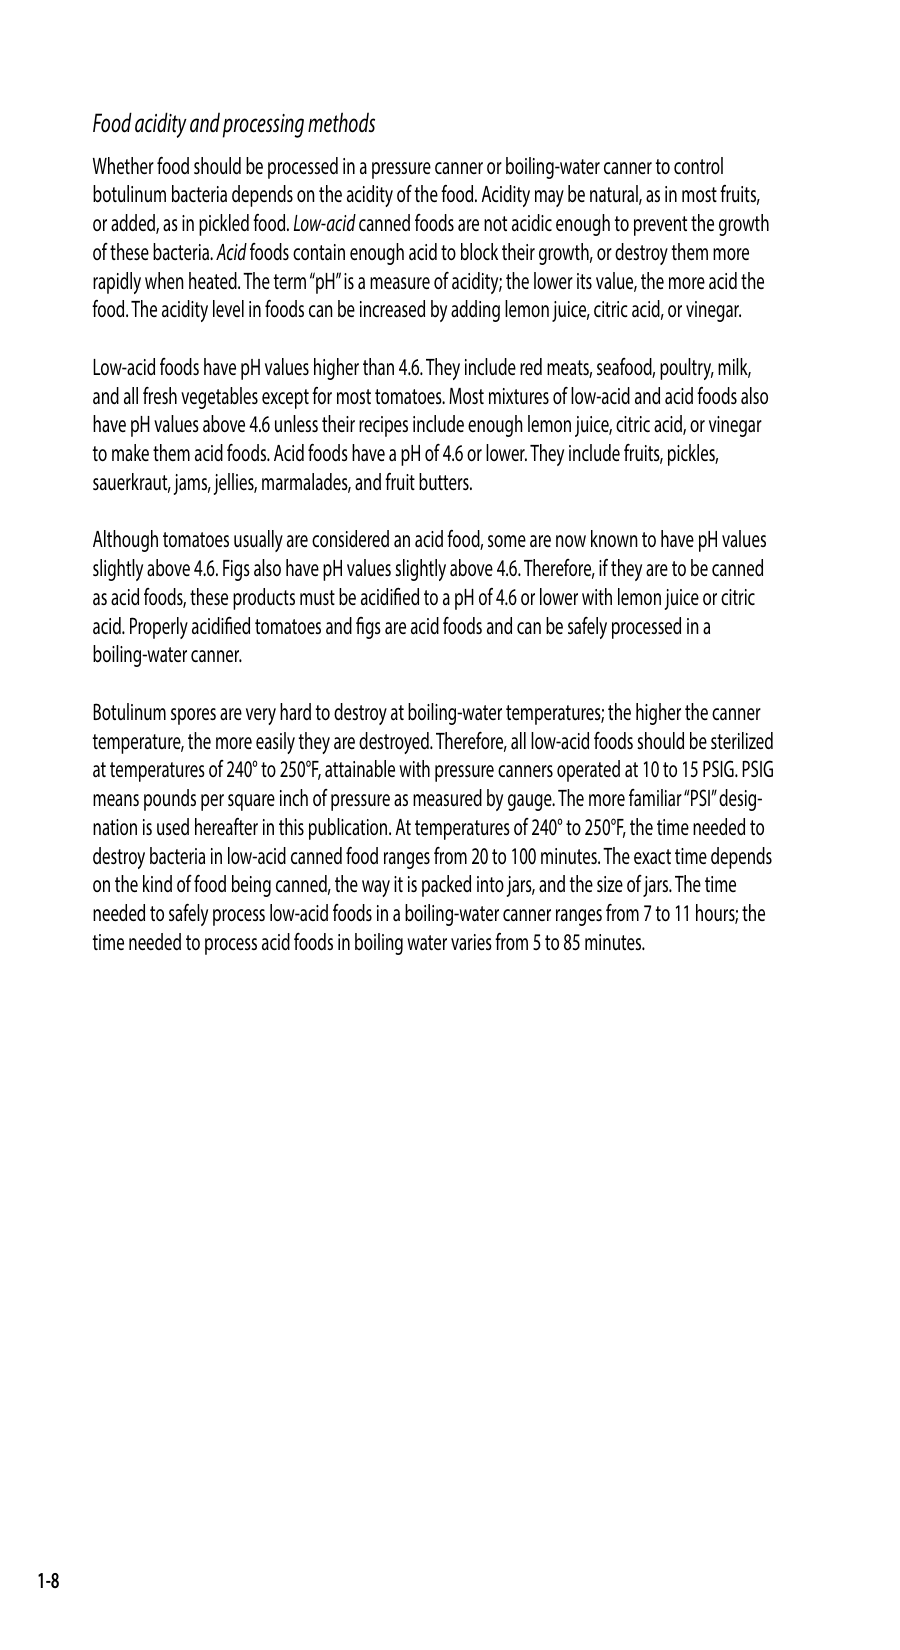 Food acidity and processing methods
Whether food should be processed in a pressure canner or boiling-water canner to control
botulinum bacteria depends on the acidity of the food. Acidity may be natural, as in most fruits,
or added, as in pickled food. Low-acid canned foods are not acidic enough to prevent the growth
of these bacteria. Acid foods contain enough acid to block their growth, or destroy them more
rapidly when heated. The term “pH” is a measure of acidity; the lower its value, the more acid the
food. The acidity level in foods can be increased by adding lemon juice, citric acid, or vinegar.
Low-acid foods have pH values higher than 4.6. They include red meats, seafood, poultry, milk,
and all fresh vegetables except for most tomatoes. Most mixtures of low-acid and acid foods also
have pH values above 4.6 unless their recipes include enough lemon juice, citric acid, or vinegar
to make them acid foods. Acid foods have a pH of 4.6 or lower. They include fruits, pickles,
sauerkraut, jams, jellies, marmalades, and fruit butters.
Although tomatoes usually are considered an acid food, some are now known to have pH values
slightly above 4.6. Figs also have pH values slightly above 4.6. Therefore, if they are to be canned
as acid foods, these products must be acidified to a pH of 4.6 or lower with lemon juice or citric
acid. Properly acidified tomatoes and figs are acid foods and can be safely processed in a
boiling-water canner.
Botulinum spores are very hard to destroy at boiling-water temperatures; the higher the canner
temperature, the more easily they are destroyed. Therefore, all low-acid foods should be sterilized
at temperatures of 240° to 250°F, attainable with pressure canners operated at 10 to 15 PSIG. PSIG
means pounds per square inch of pressure as measured by gauge. The more familiar “PSI” desig-
nation is used hereafter in this publication. At temperatures of 240° to 250°F, the time needed to
destroy bacteria in low-acid canned food ranges from 20 to 100 minutes. The exact time depends
on the kind of food being canned, the way it is packed into jars, and the size of jars. The time
needed to safely process low-acid foods in a boiling-water canner ranges from 7 to 11 hours; the
time needed to process acid foods in boiling water varies from 5 to 85 minutes.
1-8